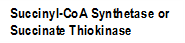 Succinyl-CoA Synthetase or
Succinate Thiokinase